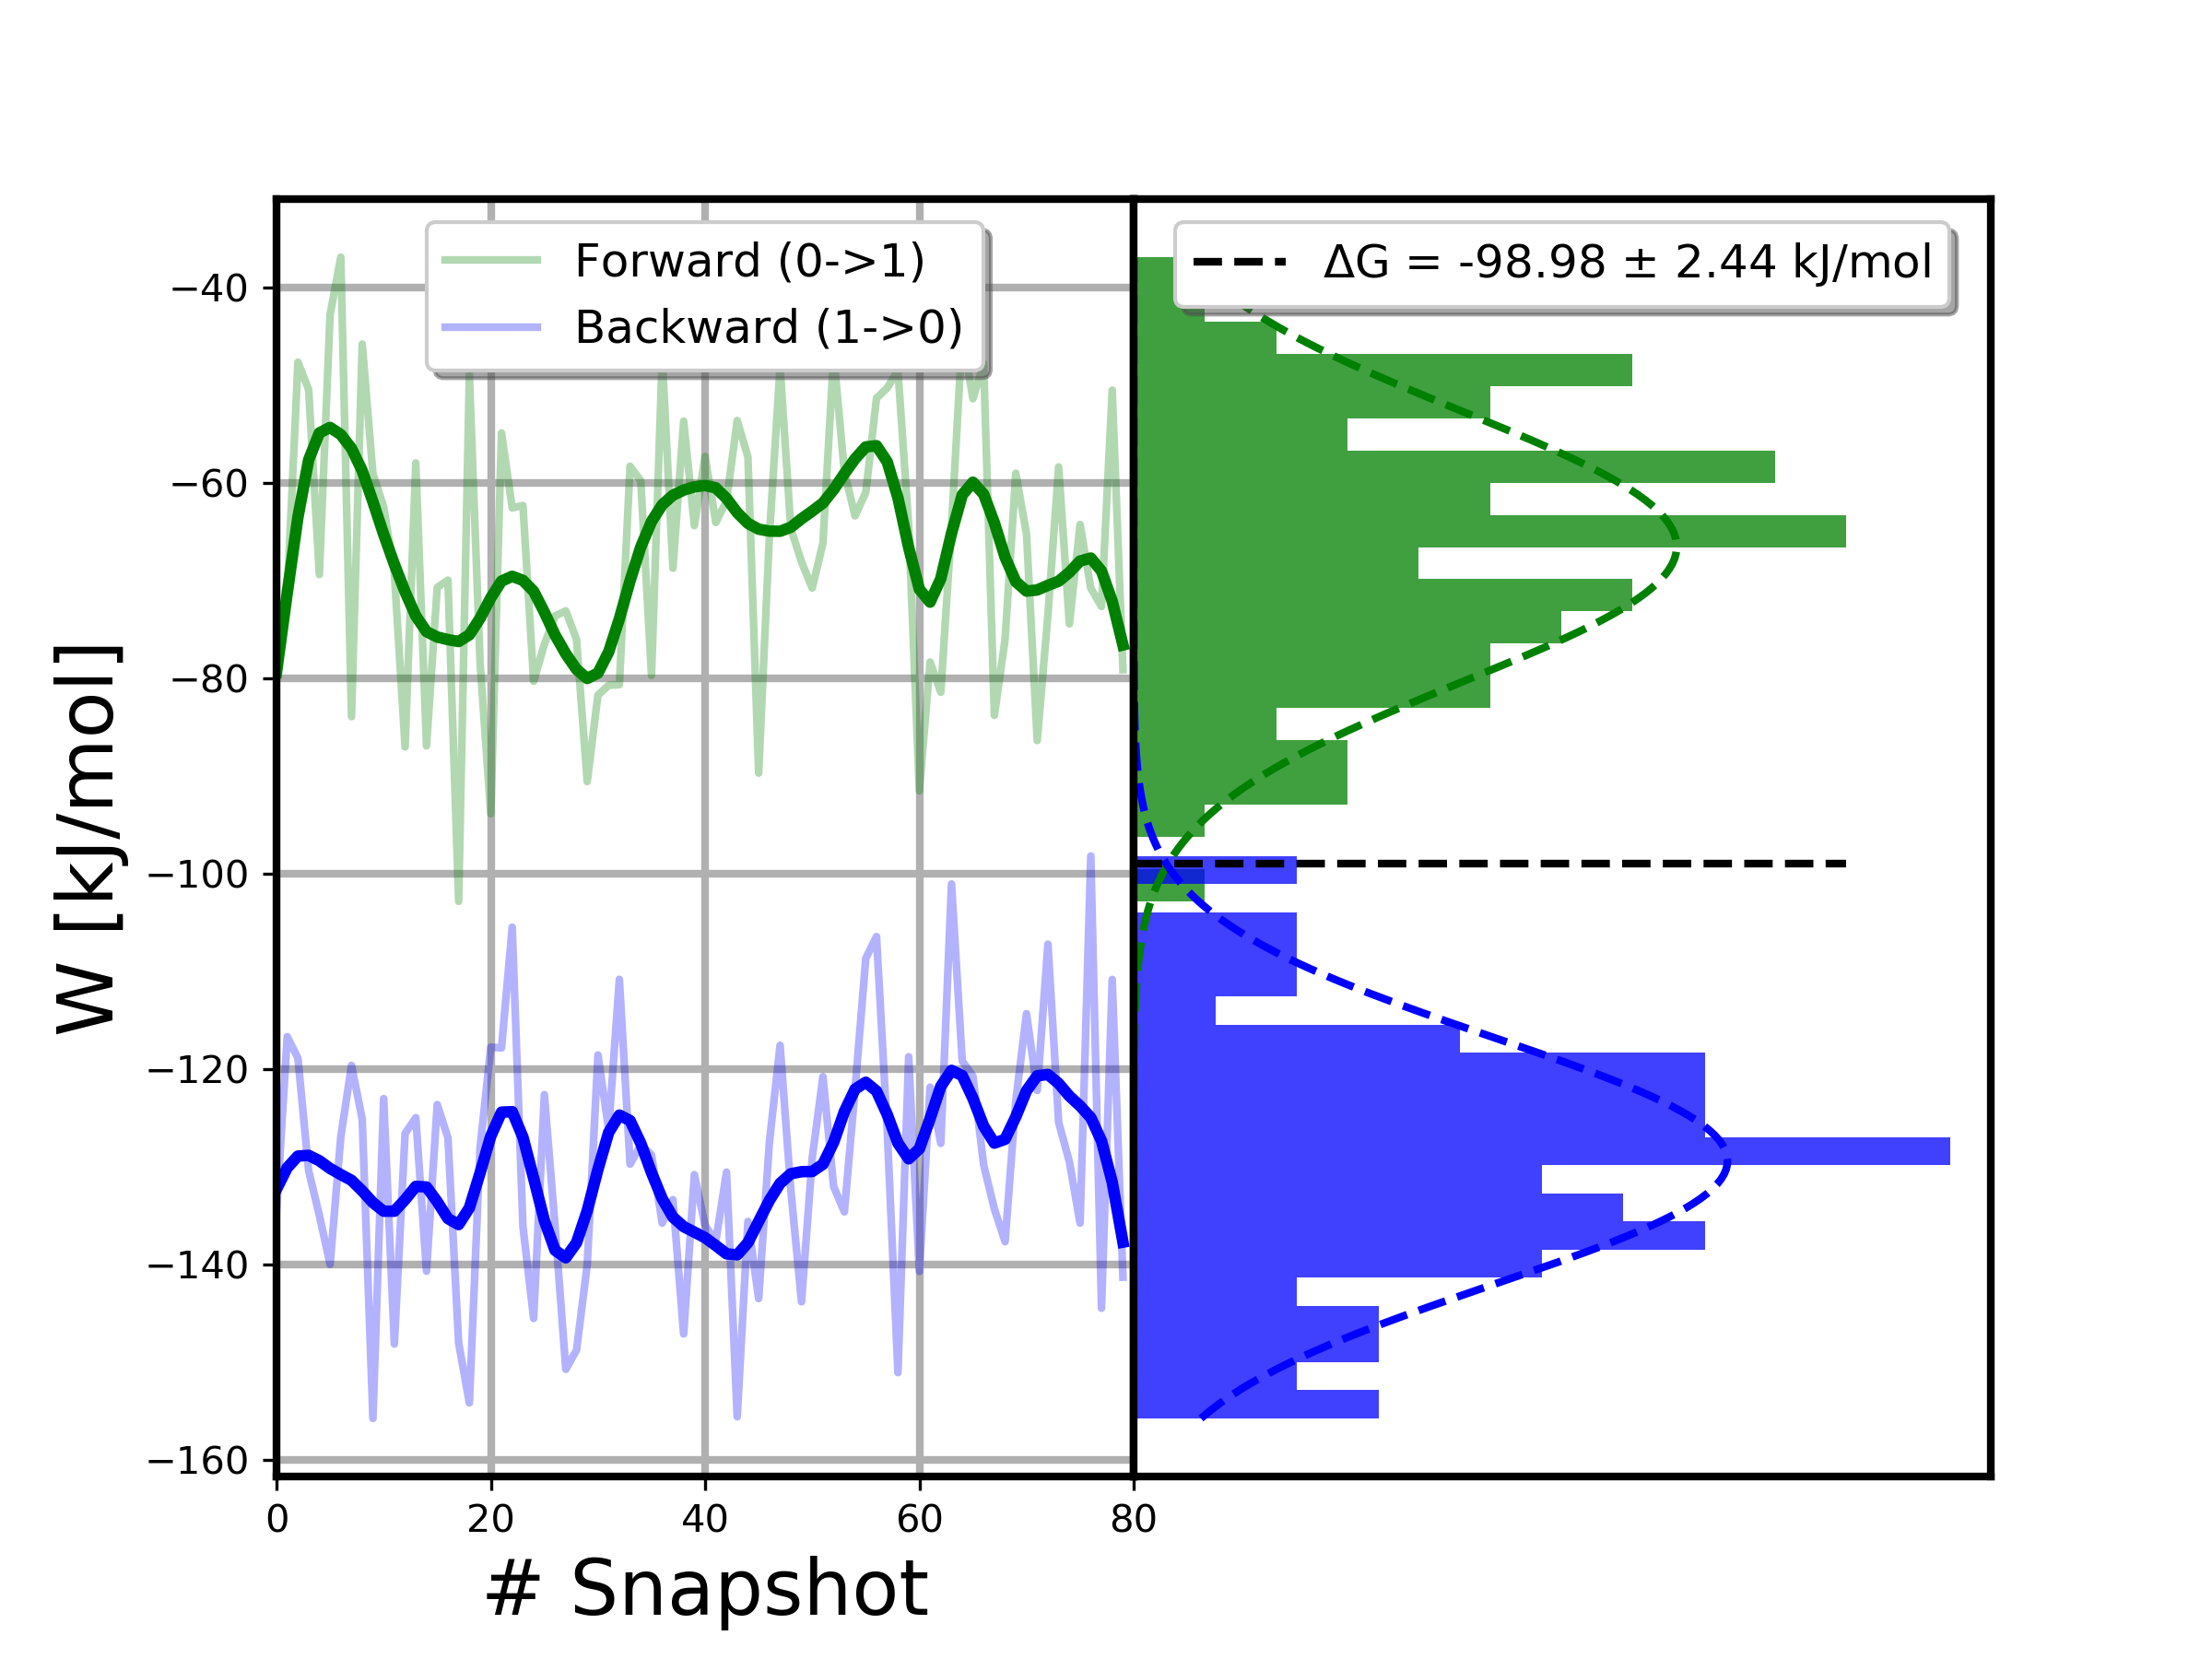 Forward (0->1)
Backward (1->0)
ΔG = -98.98 ± 2.44 kJ/mol
W [kJ/mol]
−40
−60
−80
−100
−120
−140
−160
0 20 40 60 80
# Snapshot